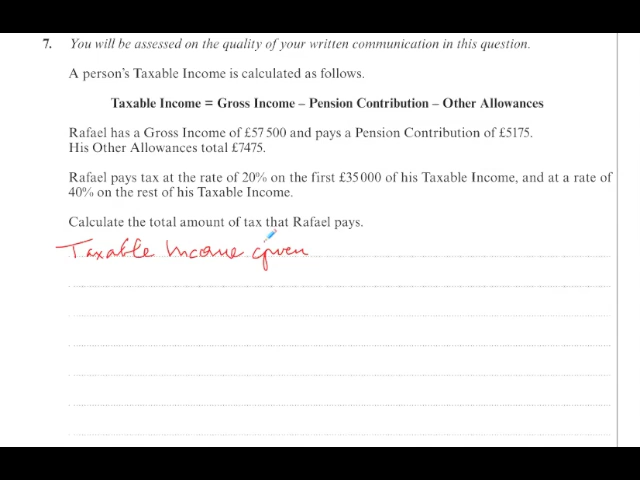 7. You will be assessed on the quality of your written communication in this question.
A person's Taxable Income is calculated as follows.
Taxable Income = Gross Income – Pension Contribution – Other Allowances
Rafael has a Gross Income of £57 500 and pays a Pension Contribution of £5175.
His Other Allowances total £7475.
Rafael pays tax at the rate of 20% on the first £35 000 of his Taxable Income, and at a rate of
40% on the rest of his Taxable Income.
Calculate the total amount of tax that Rafael pays.
Taxable Income given